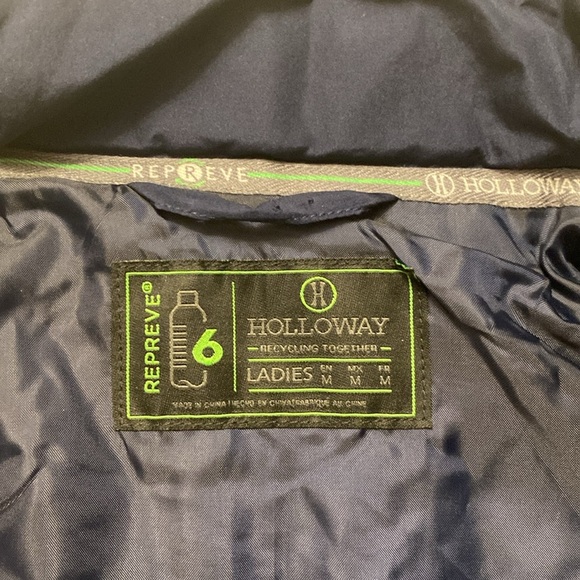 REPREVE HOLLOWAY
REPREVE®
6
HOLLOWAY
RECYCLING TOGETHER
LADIES EN M MX M FR M
MADE IN CHINA | HECHO EN CHINA | FABRIQUE AU CHINE